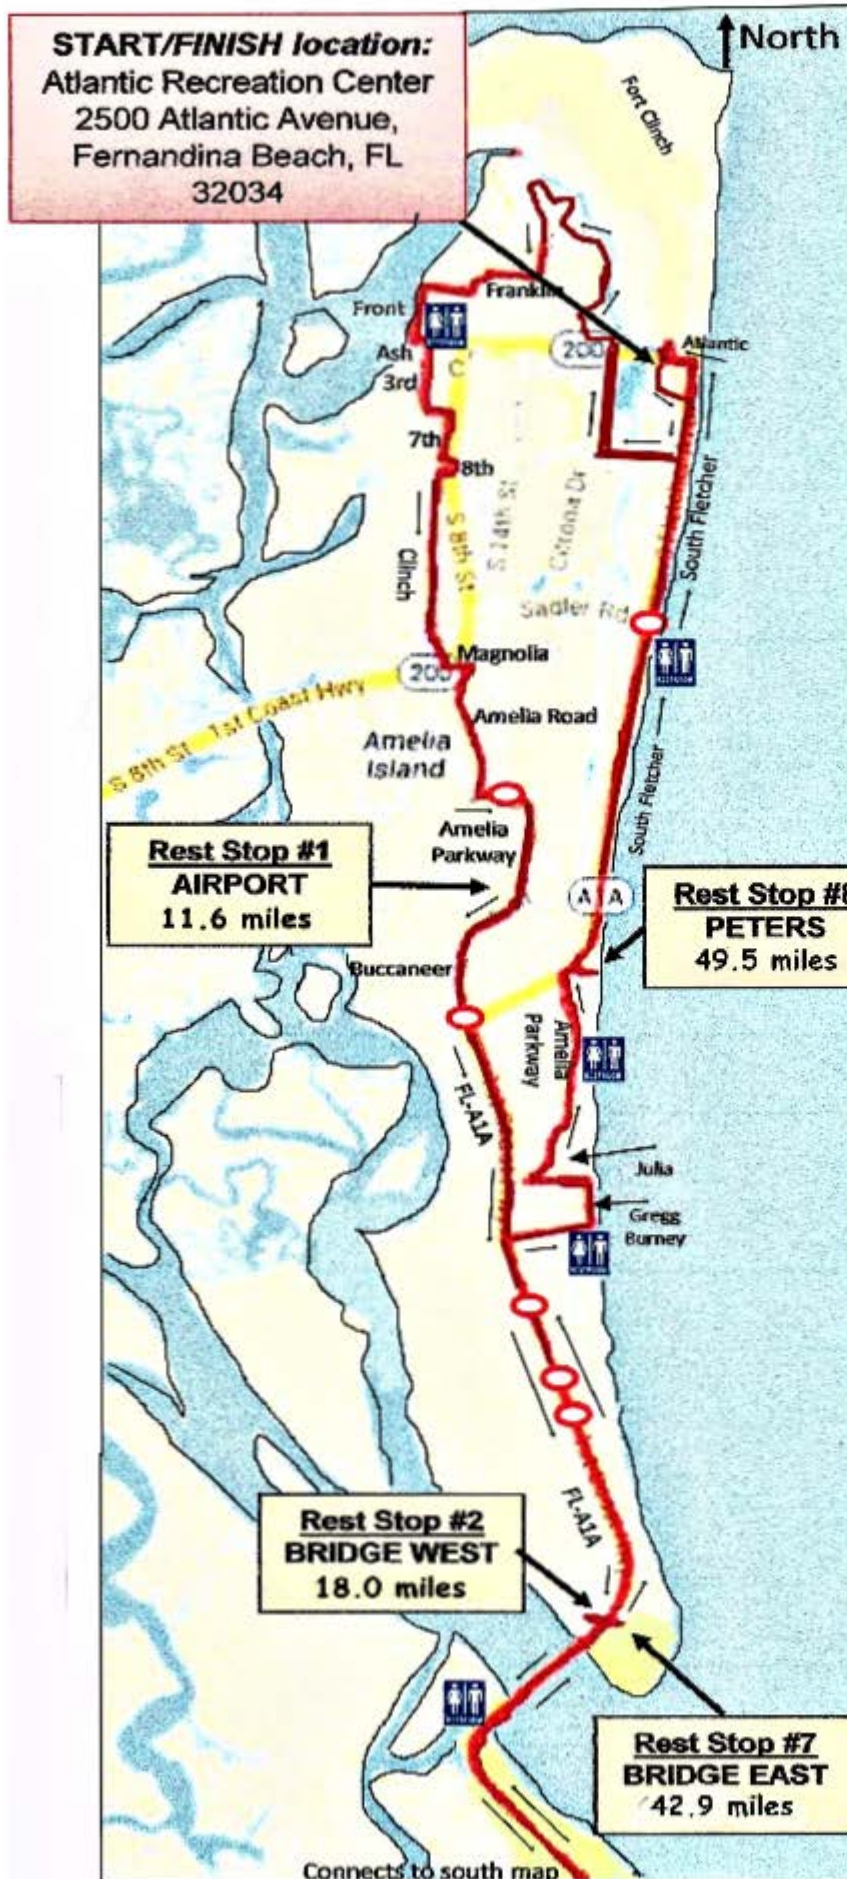 START/FINISH location:
Atlantic Recreation Center
2500 Atlantic Avenue,
Fernandina Beach, FL
32034
North
Fort Clinch
Franklin
Front
200
Atlantic
Ash
3rd
C
7th
8th
S 14th St
Citrona Dr
South Fletcher
Clinch
S 8th St
Sadler Rd
Magnolia
200
S 8th St
1st Coast Hwy
Amelia Road
Amelia
Island
South Fletcher
Amelia
Parkway
Rest Stop #1
AIRPORT
11.6 miles
A A
Rest Stop #8
PETERS
49.5 miles
Buccaneer
Amelia
Parkway
FL-A1A
Julia
Gregg
Burney
FL-A1A
Rest Stop #2
BRIDGE WEST
18.0 miles
Rest Stop #7
BRIDGE EAST
42.9 miles
Connects to south map